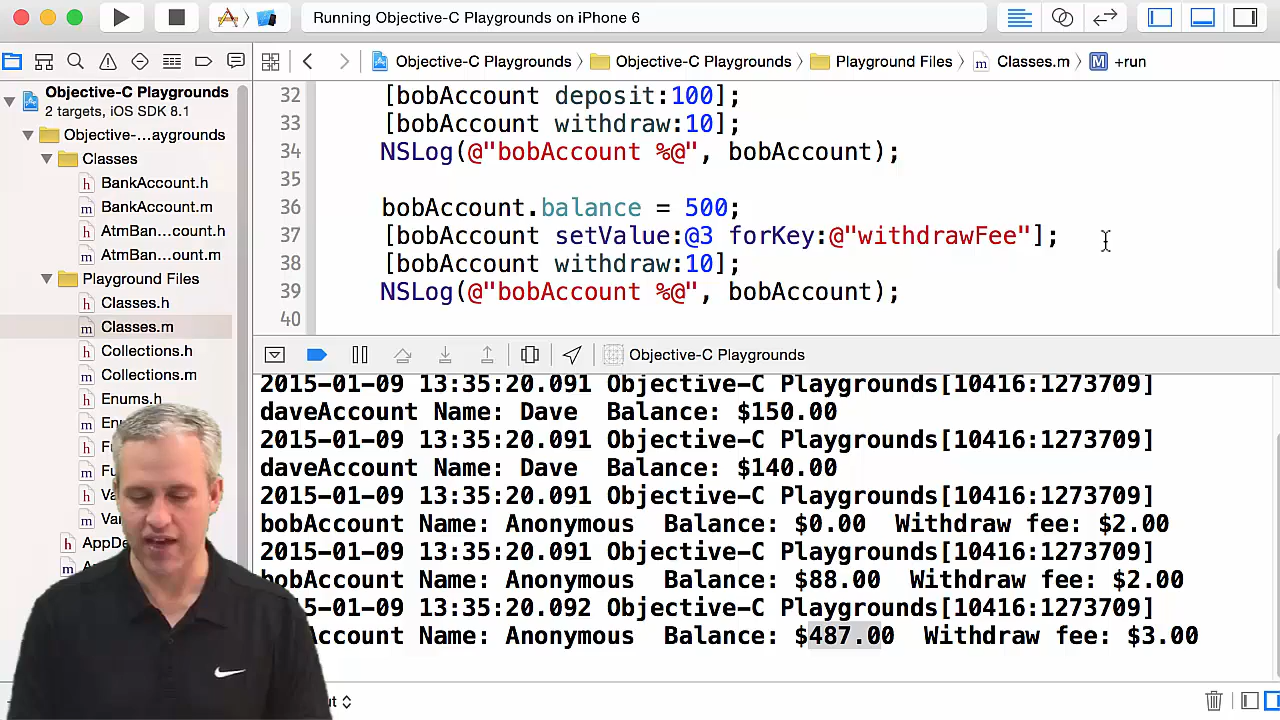 Running Objective-C Playgrounds on iPhone 6
Objective-C Playgrounds
Objective-C Playgrounds
Playground Files
Classes.m
M
+run
Objective-C Playgrounds
2 targets, iOS SDK 8.1
Objective-...aygrounds
Classes
h BankAccount.h
m BankAccount.m
h AtmBan...count.h
m AtmBan...ount.m
Playground Files
h Classes.h
m Classes.m
h Collections.h
m Collections.m
h Enums.h
m
h
m
h
m
h AppDe
m
32 [bobAccount deposit:100];
33 [bobAccount withdraw:10];
34 NSLog(@"bobAccount %@", bobAccount);
35
36 bobAccount.balance = 500;
37 [bobAccount setValue:@3 forKey:@"withdrawFee"];
38 [bobAccount withdraw:10];
39 NSLog(@"bobAccount %@", bobAccount);
40
Objective-C Playgrounds
2015-01-09 13:35:20.091 Objective-C Playgrounds[10416:1273709]
daveAccount Name: Dave Balance: $150.00
2015-01-09 13:35:20.091 Objective-C Playgrounds[10416:1273709]
daveAccount Name: Dave Balance: $140.00
2015-01-09 13:35:20.091 Objective-C Playgrounds[10416:1273709]
bobAccount Name: Anonymous Balance: $0.00 Withdraw fee: $2.00
2015-01-09 13:35:20.091 Objective-C Playgrounds[10416:1273709]
bobAccount Name: Anonymous Balance: $88.00 Withdraw fee: $2.00
5-01-09 13:35:20.092 Objective-C Playgrounds[10416:1273709]
Account Name: Anonymous Balance: $487.00 Withdraw fee: $3.00